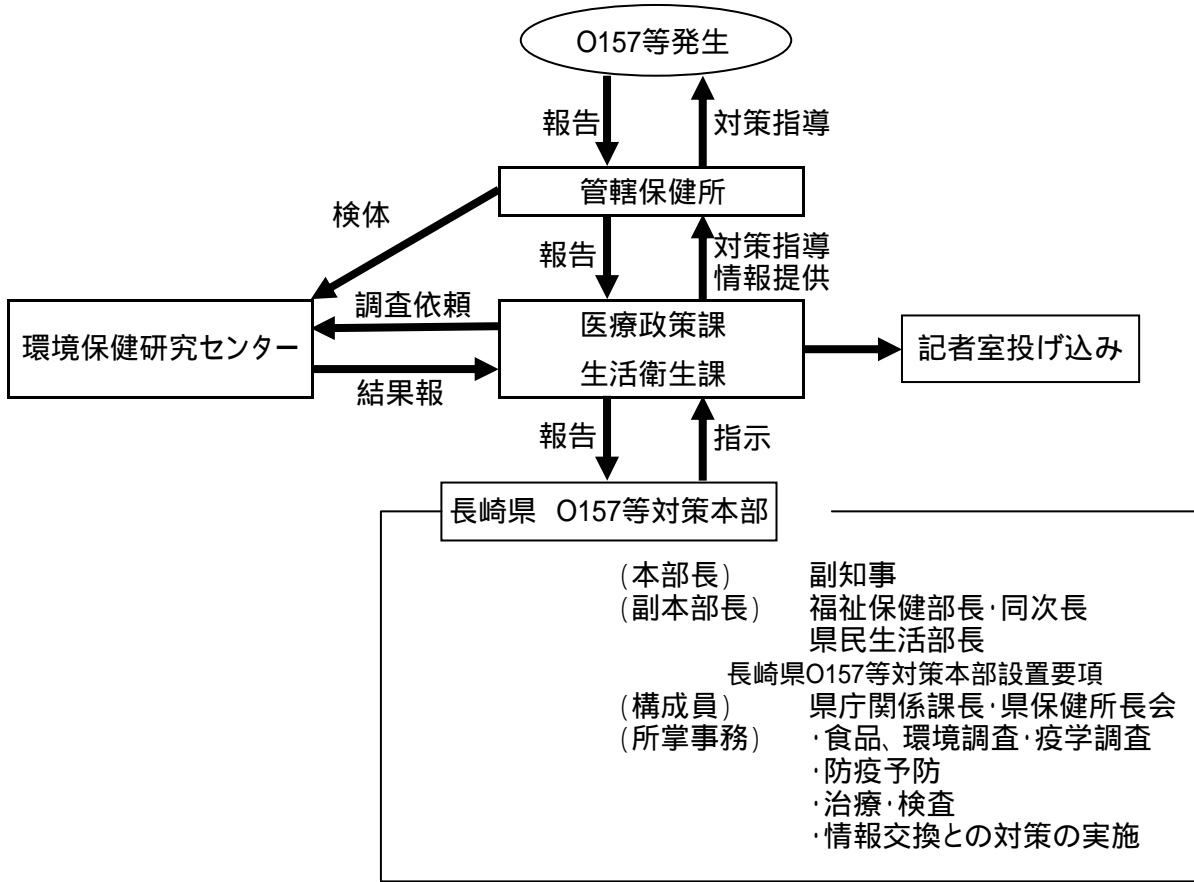 O157等発生
報告
対策指導
管轄保健所
検体
報告
対策指導
情報提供
環境保健研究センター
調査依頼
結果報
医療政策課
生活衛生課
記者室投げ込み
報告
指示
長崎県 O157等対策本部
(本部長) 副知事
(副本部長) 福祉保健部長・同次長
県民生活部長
長崎県O157等対策本部設置要項
(構成員) 県庁関係課長・県保健所長会
(所掌事務) ・食品、環境調査・疫学調査
・防疫予防
・治療・検査
・情報交換との対策の実施